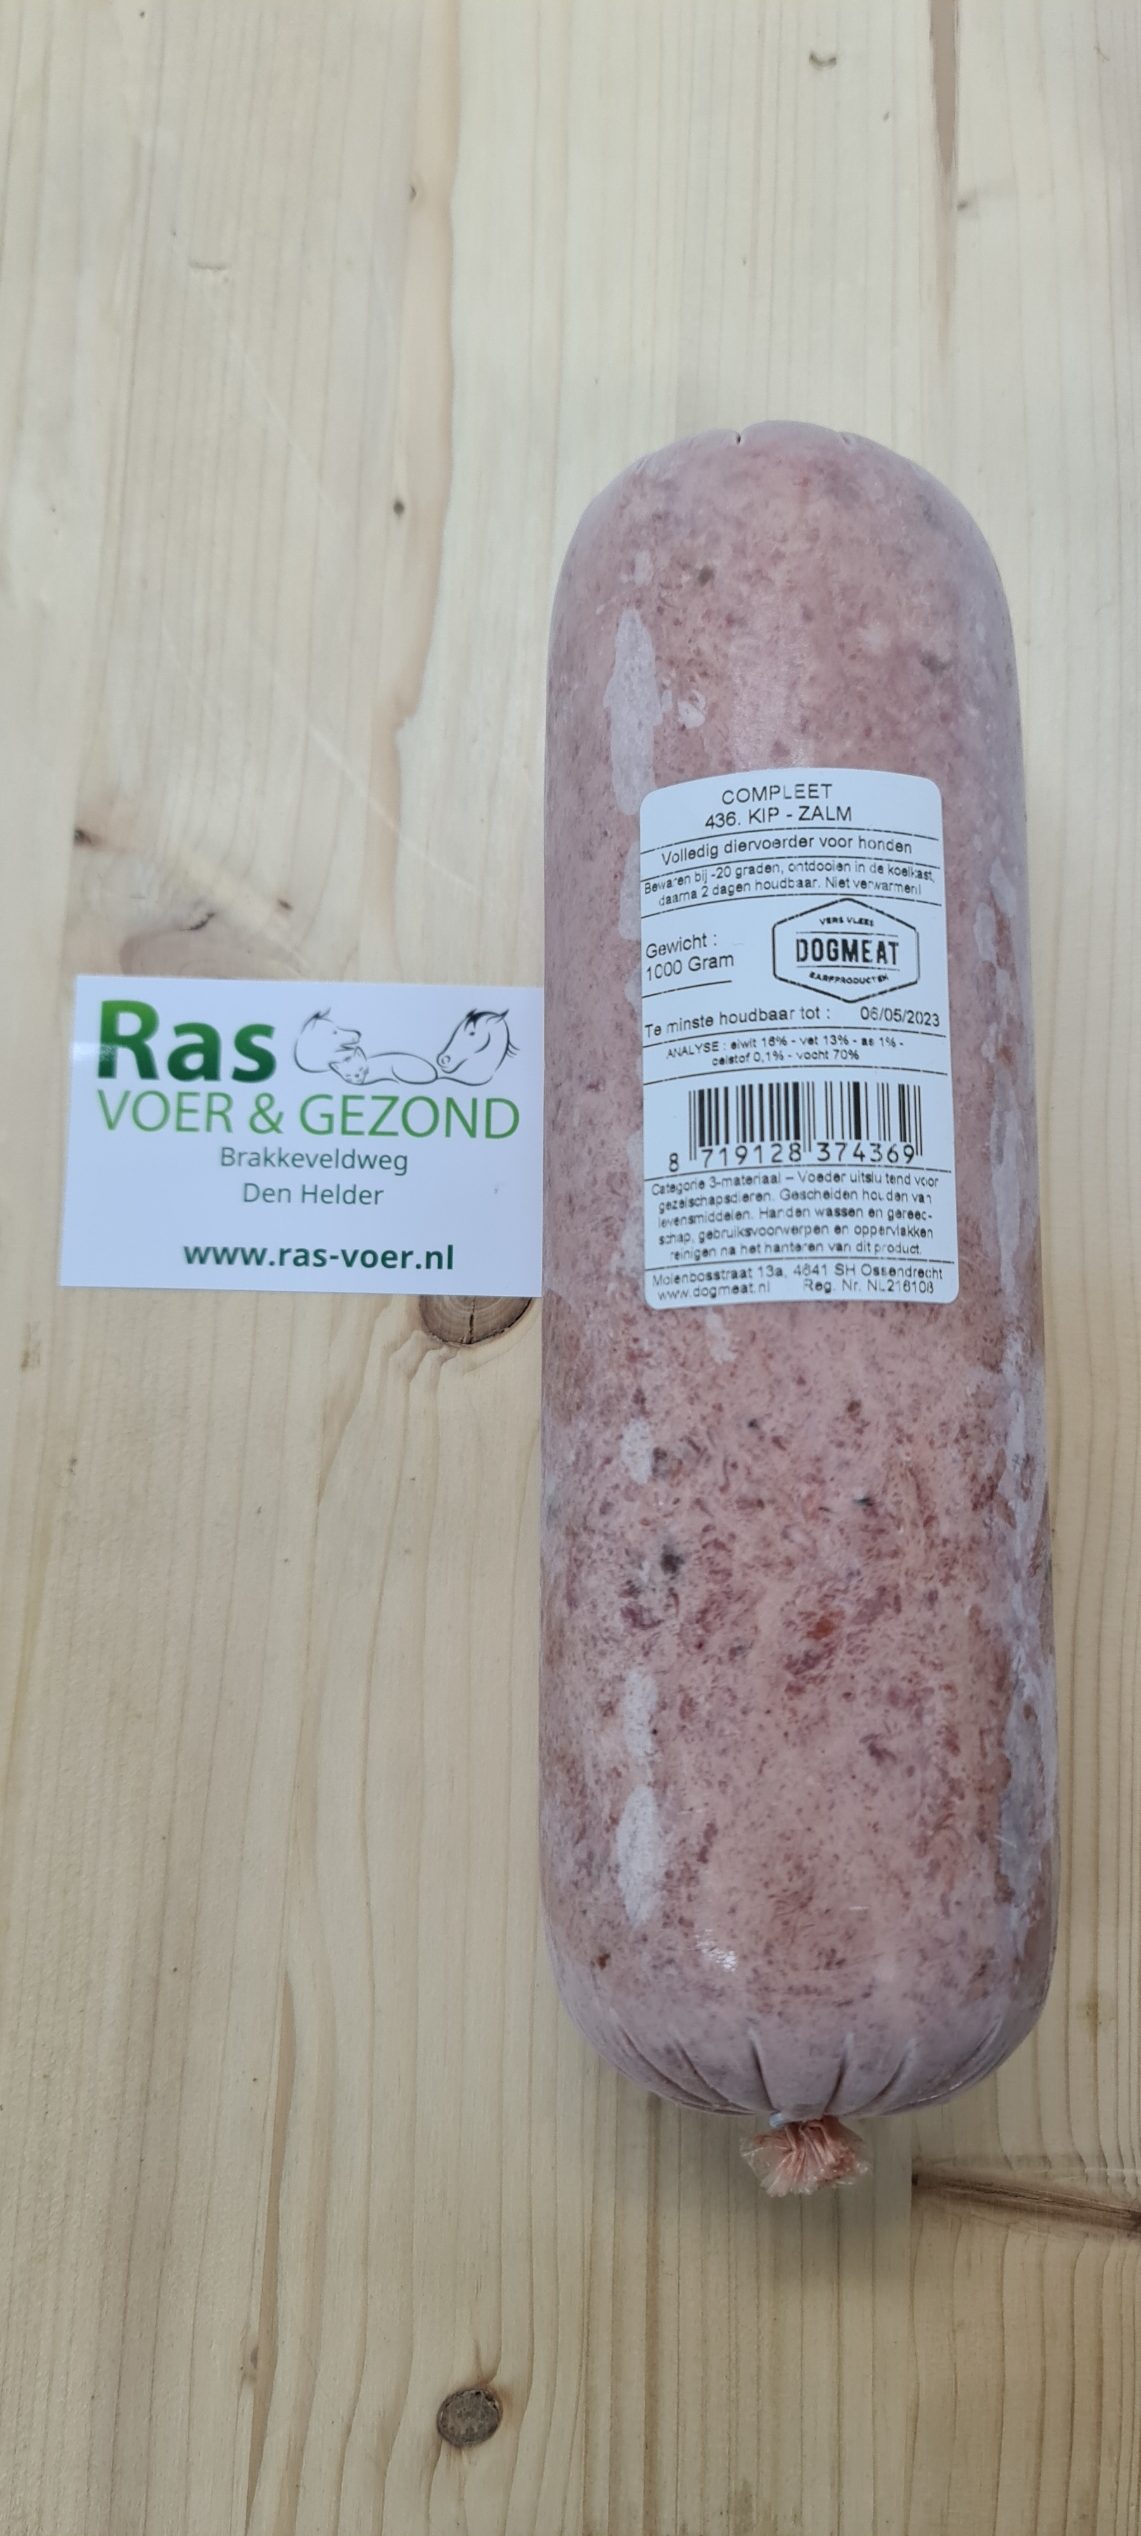 COMPLEET
436. KIP - ZALM
Volledig diervoerder voor honden
Bewaren bij -20 graden, ontdooien in de koelkast,
daarna 2 dagen houdbaar. Niet verwarmen!
VERS VLEES
DOGMEAT
BARFPRODUCTEN
Gewicht :
1000 Gram
Te minste houdbaar tot : 06/05/2023
ANALYSE : eiwit 16% - vet 13% - as 1% -
celstof 0,1% - vocht 70%
8 719128 374369
Categorie 3-materiaal – Voeder uitsluitend voor
gezelschapsdieren. Gescheiden houden van
levensmiddelen. Handen wassen en gereed-
schap, gebruiksvoorwerpen en oppervlakken
reinigen na het hanteren van dit product.
Molenbosstraat 13a, 4641 SH Ossendrecht
www.dogmeat.nl Reg. Nr. NL216108
Ras
VOER & GEZOND
Brakkeveldweg
Den Helder
www.ras-voer.nl